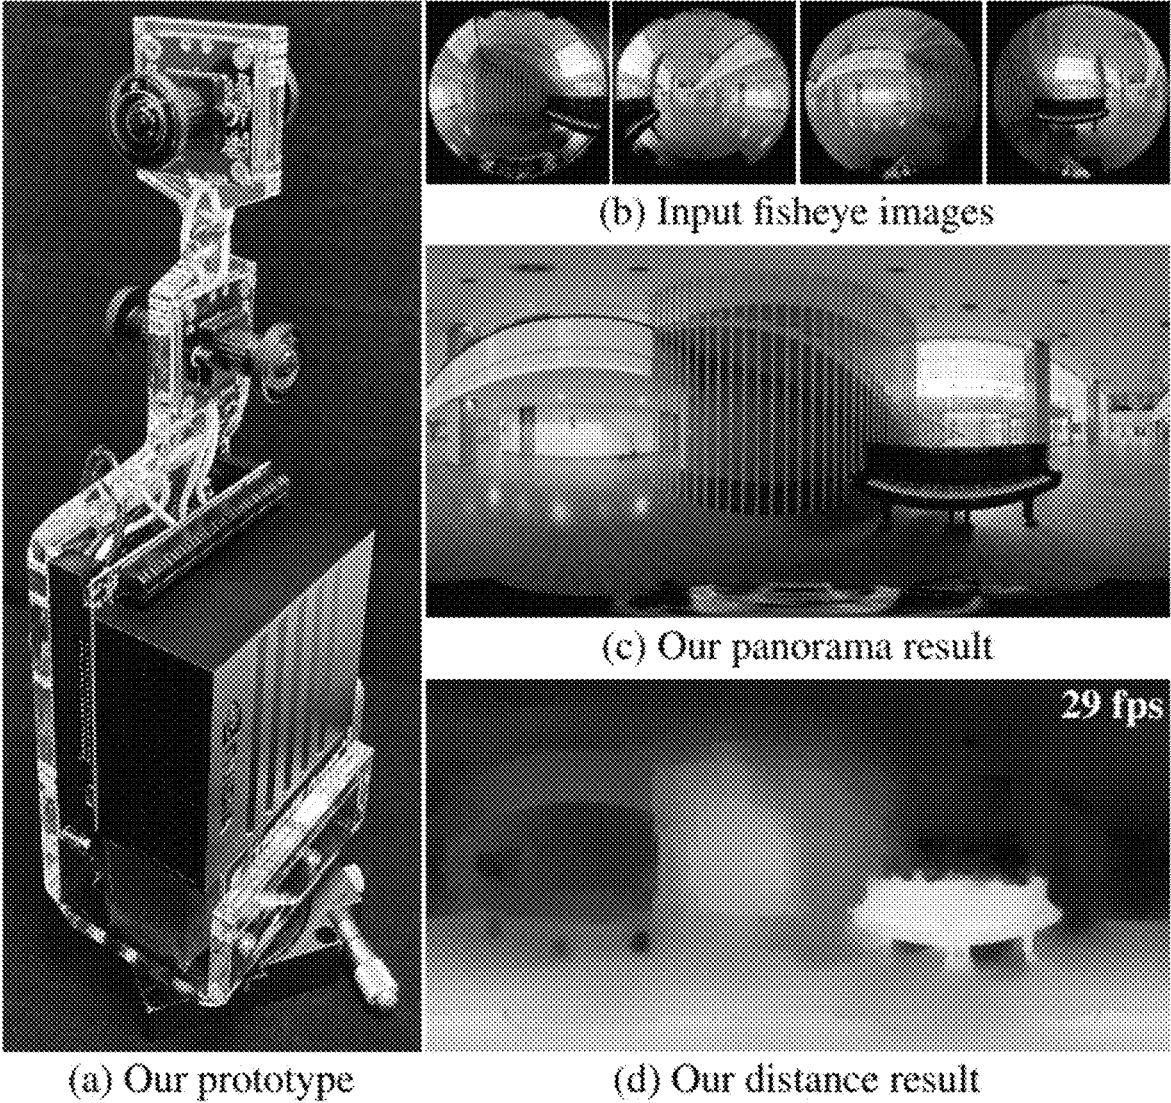 (b) Input fisheye images
(c) Our panorama result
29 fps
(a) Our prototype
(d) Our distance result